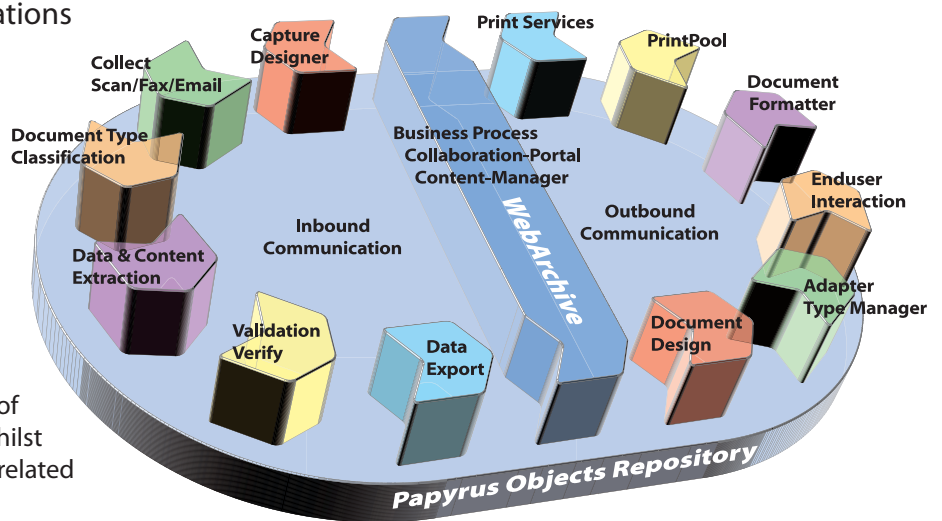 ations
Capture
Designer
Print Services
PrintPool
Collect
Scan/Fax/Email
Document
Formatter
Document Type
Classification
Business Process
Collaboration-Portal
Content-Manager
Enduser
Interaction
Inbound
Communication
WebArchive
Outbound
Communication
Data & Content
Extraction
Adapter
Type Manager
Validation
Verify
Data
Export
Document
Design
of
hilst
related
Papyrus Objects Repository